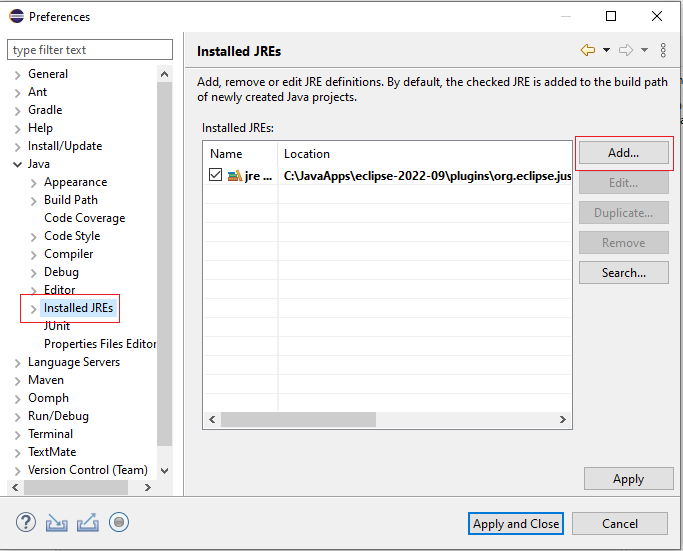 Preferences
type filter text
General
Ant
Gradle
Help
Install/Update
Java
Appearance
Build Path
Code Coverage
Code Style
Compiler
Debug
Editor
Installed JREs
JUnit
Properties Files Editor
Language Servers
Maven
Oomph
Run/Debug
Terminal
TextMate
Version Control (Team)
Installed JREs
Add, remove or edit JRE definitions. By default, the checked JRE is added to the build path
of newly created Java projects.
Installed JREs:
Name Location
jre ... C:\JavaApps\eclipse-2022-09\plugins\org.eclipse.jus
Add...
Edit...
Duplicate...
Remove
Search...
Apply
Apply and Close
Cancel